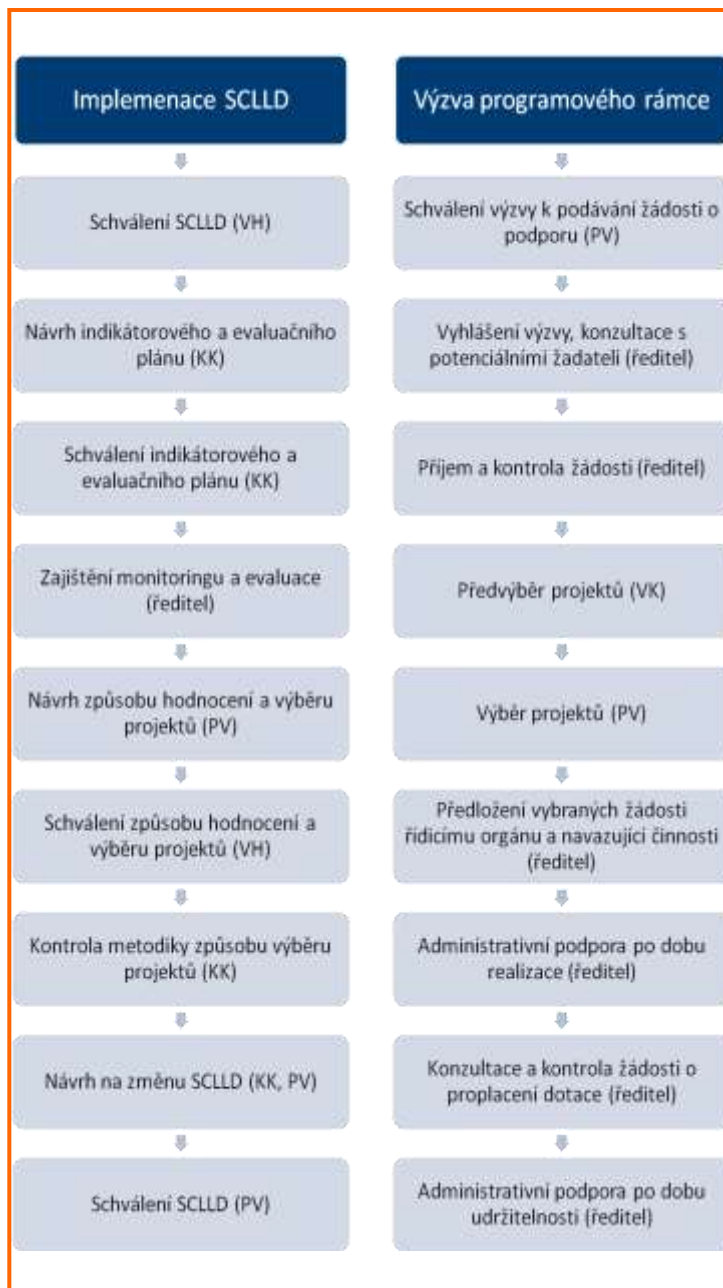 Implemenace SCLLD
Schválení SCLLD (VH)
Návrh indikátorového a evaluačního
plánu (KK)
Schválení indikátorového a
evaluačního plánu (KK)
Zajištění monitoringu a evaluace
(ředitel)
Návrh způsobu hodnocení a výběru
projektů (PV)
Schválení způsobu hodnocení a
výběru projektů (VH)
Kontrola metodiky způsobu výběru
projektů (KK)
Návrh na změnu SCLLD (KK, PV)
Schválení SCLLD (PV)
Výzva programového rámce
Schválení výzvy k podávání žádosti o
podporu (PV)
Vyhlášení výzvy, konzultace s
potenciálními žadateli (ředitel)
Příjem a kontrola žádosti (ředitel)
Předvýběr projektů (VK)
Výběr projektů (PV)
Předložení vybraných žádosti
řídicímu orgánu a navazující činnosti
(ředitel)
Administrativní podpora po dobu
realizace (ředitel)
Konzultace a kontrola žádosti o
proplacení dotace (ředitel)
Administrativní podpora po dobu
udržitelnosti (ředitel)